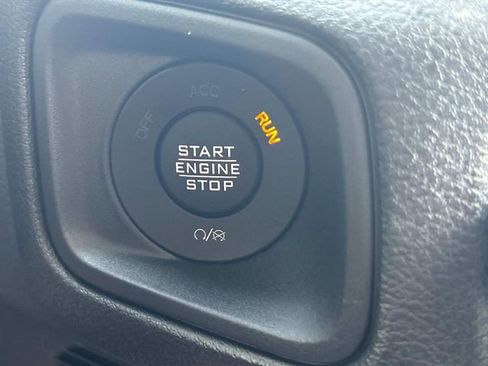 ACC
OFF
RUN
START
ENGINE
STOP